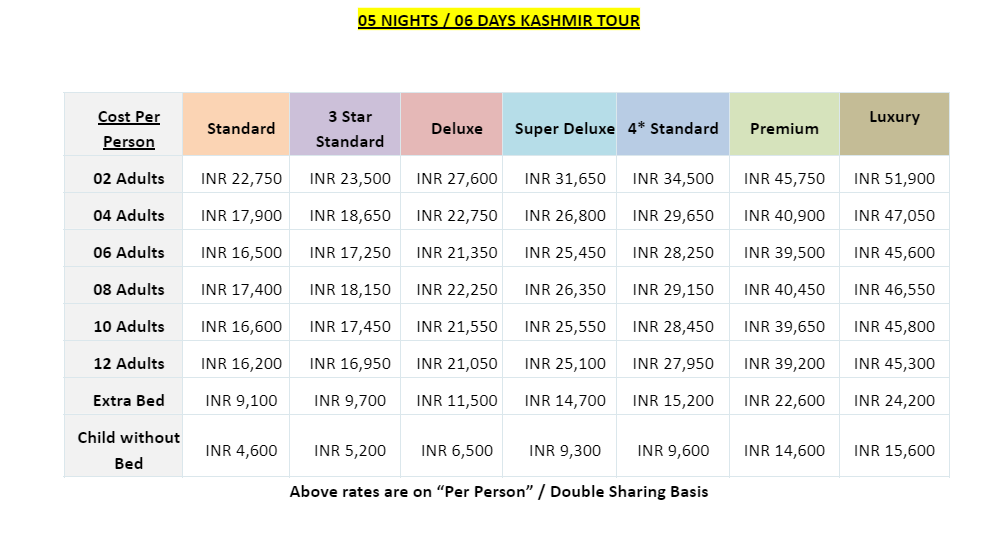 05 NIGHTS / 06 DAYS KASHMIR TOUR
Cost Per Person Standard 3 Star Standard Deluxe Super Deluxe 4* Standard Premium Luxury
02 Adults INR 22,750 INR 23,500 INR 27,600 INR 31,650 INR 34,500 INR 45,750 INR 51,900
04 Adults INR 17,900 INR 18,650 INR 22,750 INR 26,800 INR 29,650 INR 40,900 INR 47,050
06 Adults INR 16,500 INR 17,250 INR 21,350 INR 25,450 INR 28,250 INR 39,500 INR 45,600
08 Adults INR 17,400 INR 18,150 INR 22,250 INR 26,350 INR 29,150 INR 40,450 INR 46,550
10 Adults INR 16,600 INR 17,450 INR 21,550 INR 25,550 INR 28,450 INR 39,650 INR 45,800
12 Adults INR 16,200 INR 16,950 INR 21,050 INR 25,100 INR 27,950 INR 39,200 INR 45,300
Extra Bed INR 9,100 INR 9,700 INR 11,500 INR 14,700 INR 15,200 INR 22,600 INR 24,200
Child without Bed INR 4,600 INR 5,200 INR 6,500 INR 9,300 INR 9,600 INR 14,600 INR 15,600
Above rates are on “Per Person” / Double Sharing Basis